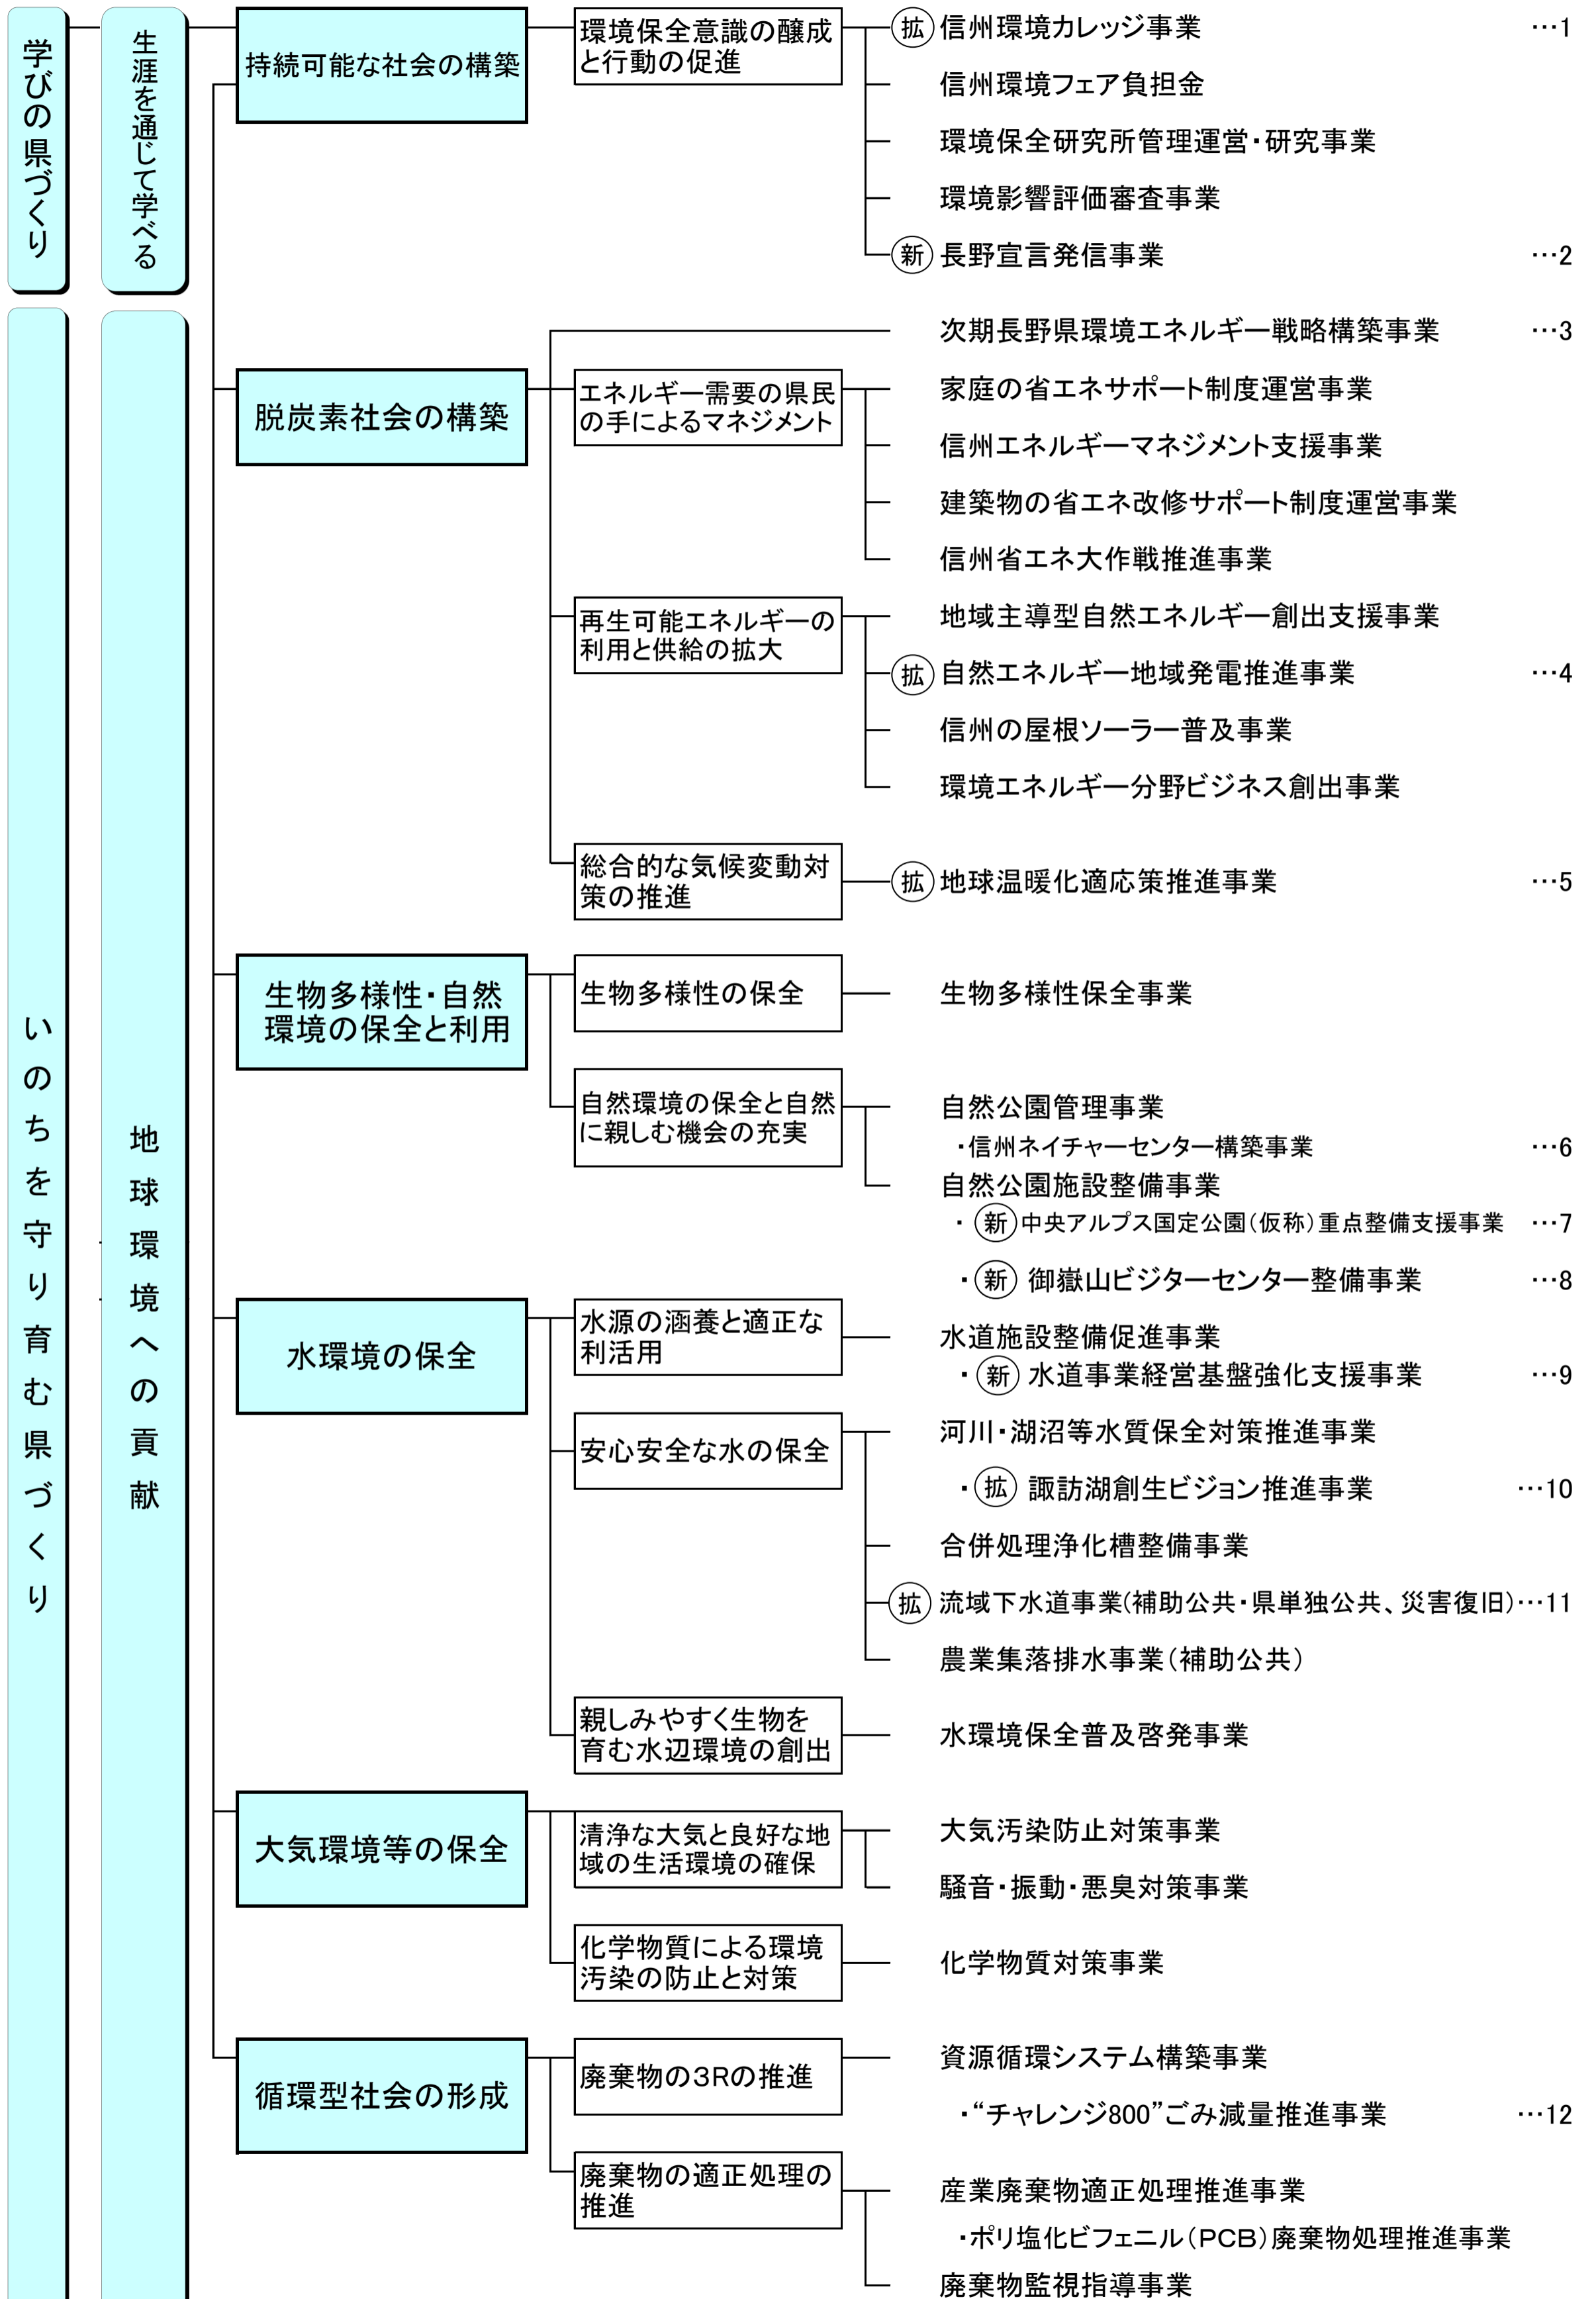 学びの県づくり
生涯を通じて学べる
持続可能な社会の構築
環境保全意識の醸成
と行動の促進
拡 信州環境カレッジ事業 …1
信州環境フェア負担金
環境保全研究所管理運営・研究事業
環境影響評価審査事業
新 長野宣言発信事業 …2
いのちを守り育む県づくり
地球環境への貢献
脱炭素社会の構築
次期長野県環境エネルギー戦略構築事業 …3
エネルギー需要の県民
の手によるマネジメント
家庭の省エネサポート制度運営事業
信州エネルギーマネジメント支援事業
建築物の省エネ改修サポート制度運営事業
信州省エネ大作戦推進事業
再生可能エネルギーの
利用と供給の拡大
地域主導型自然エネルギー創出支援事業
拡 自然エネルギー地域発電推進事業 …4
信州の屋根ソーラー普及事業
環境エネルギー分野ビジネス創出事業
総合的な気候変動対
策の推進
拡 地球温暖化適応策推進事業 …5
生物多様性・自然
環境の保全と利用
生物多様性の保全
生物多様性保全事業
自然環境の保全と自然
に親しむ機会の充実
自然公園管理事業
・信州ネイチャーセンター構築事業 …6
自然公園施設整備事業
・新 中央アルプス国定公園（仮称）重点整備支援事業 …7
・新 御嶽山ビジターセンター整備事業 …8
水環境の保全
水源の涵養と適正な
利活用
水道施設整備促進事業
・新 水道事業経営基盤強化支援事業 …9
安心安全な水の保全
河川・湖沼等水質保全対策推進事業
・拡 諏訪湖創生ビジョン推進事業 …10
合併処理浄化槽整備事業
拡 流域下水道事業(補助公共・県単独公共、災害復旧)…11
農業集落排水事業（補助公共）
親しみやすく生物を
育む水辺環境の創出
水環境保全普及啓発事業
大気環境等の保全
清浄な大気と良好な地
域の生活環境の確保
大気汚染防止対策事業
騒音・振動・悪臭対策事業
化学物質による環境
汚染の防止と対策
化学物質対策事業
循環型社会の形成
廃棄物の３Rの推進
資源循環システム構築事業
・“チャレンジ800”ごみ減量推進事業 …12
廃棄物の適正処理の
推進
産業廃棄物適正処理推進事業
・ポリ塩化ビフェニル（PCB）廃棄物処理推進事業
廃棄物監視指導事業